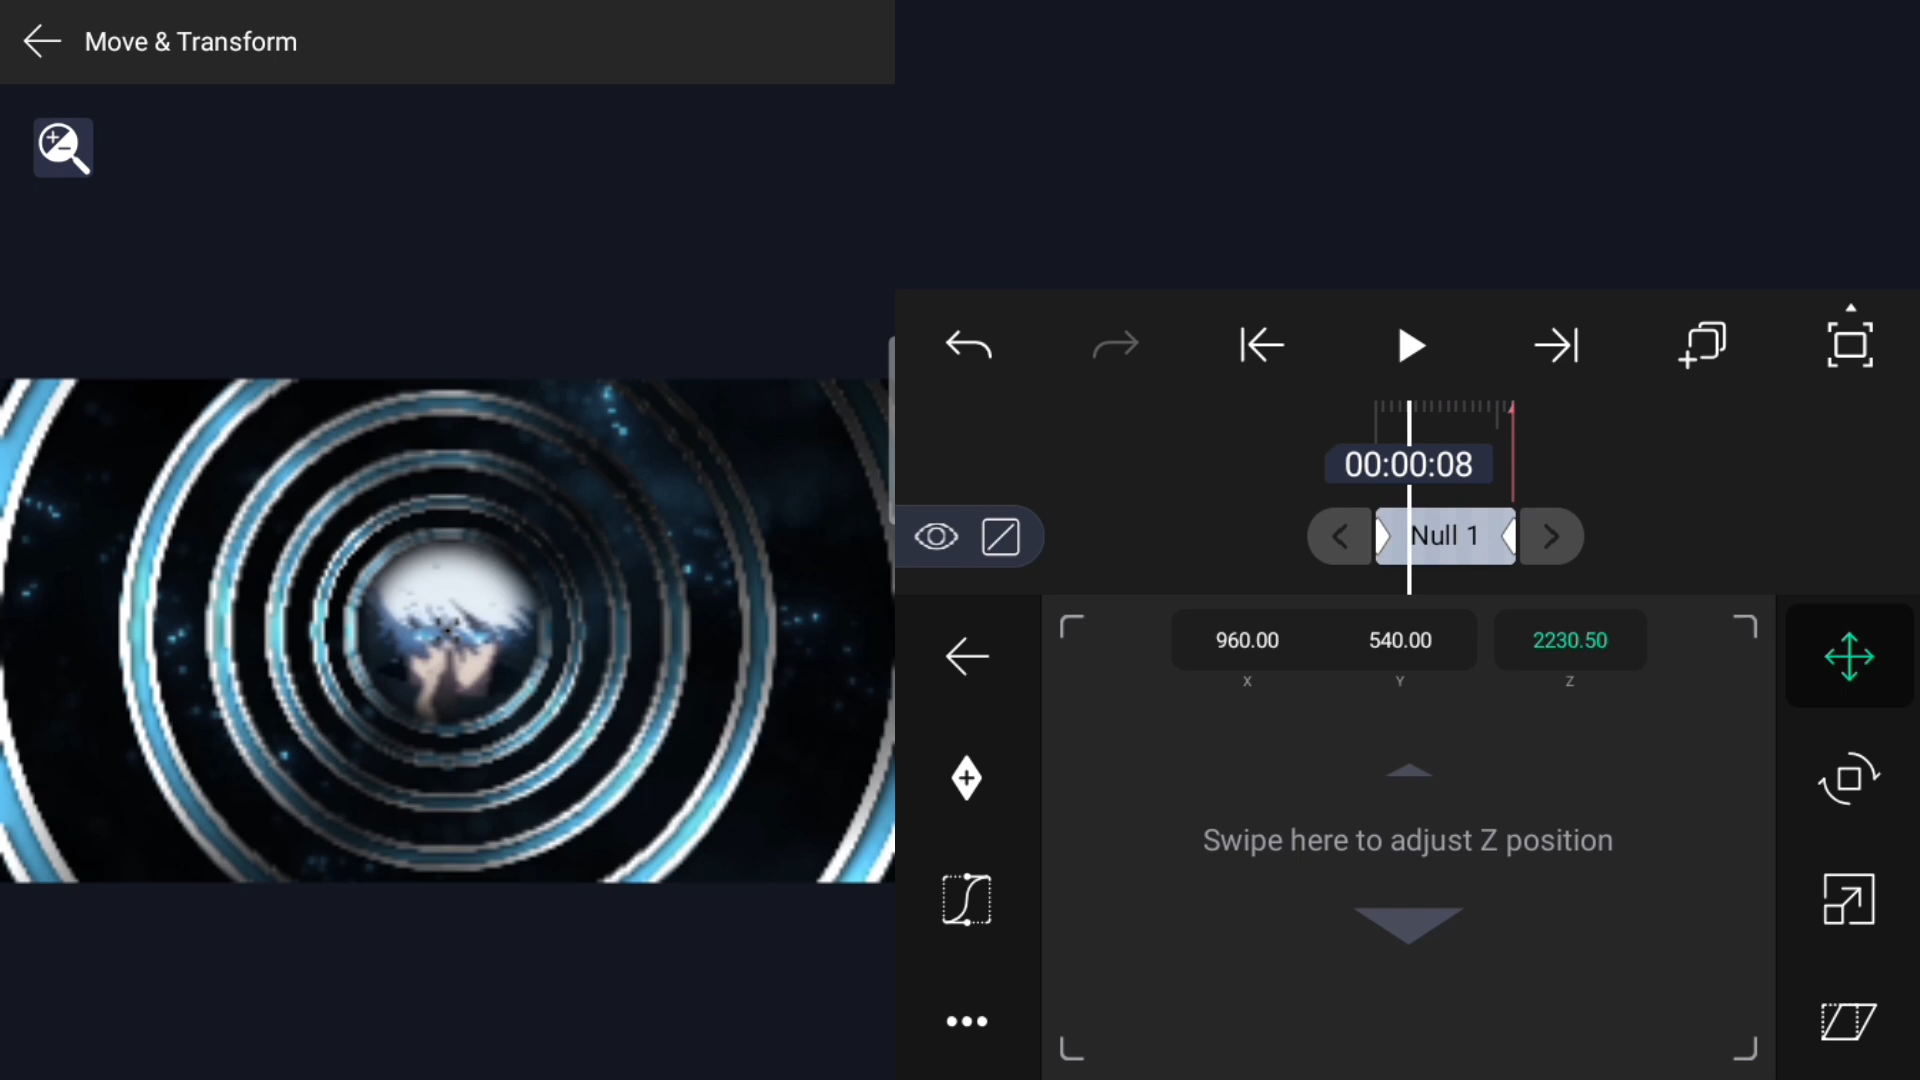 Move & Transform
00:00:08
Null 1
960.00 540.00 2230.50
X Y Z
Swipe here to adjust Z position